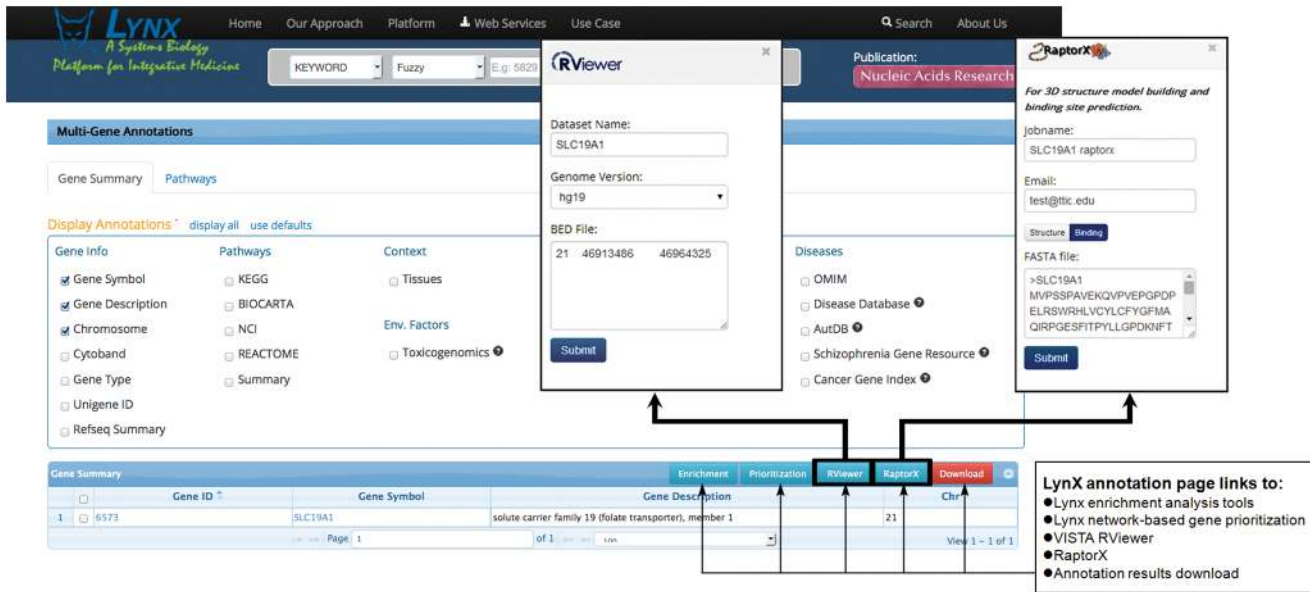 LYNX
A Systems Biology
Platform for Integrative Medicine
Home Our Approach Platform Web Services Use Case Search About Us
KEYWORD Fuzzy E.g: 5629
Publication:
Nucleic Acids Research
Multi-Gene Annotations
Gene Summary Pathways
Display Annotations display all use defaults
Gene Info
Gene Symbol
Gene Description
Chromosome
Cytoband
Gene Type
Unigene ID
Refseq Summary
Pathways
KEGG
BIOCARTA
NCI
REACTOME
Summary
Context
Tissues
Env. Factors
Toxicogenomics
RViewer
Dataset Name:
SLC19A1
Genome Version:
hg19
BED File:
21 46913486 46964325
Submit
Diseases
OMIM
Disease Database
AutDB
Schizophrenia Gene Resource
Cancer Gene Index
RaptorX
For 3D structure model building and
binding site prediction.
Jobname:
SLC19A1 raptorx
Email:
test@ttic.edu
Structure Binding
FASTA file:
>SLC19A1
MVPSSPAVEKQVPVEPGPDP
ELRSWRHLVCYLCFYGFMA
QIRPGESFITPYLLGPDKNFT
Submit
Gene Summary Enrichment Prioritization RViewer RaptorX Download
Gene ID Gene Symbol Gene Description Chr
1 6573 SLC19A1 solute carrier family 19 (folate transporter), member 1 21
Page 1 of 1 100 View 1 - 1 of 1
LynX annotation page links to:
●Lynx enrichment analysis tools
●Lynx network-based gene prioritization
●VISTA RViewer
●RaptorX
●Annotation results download